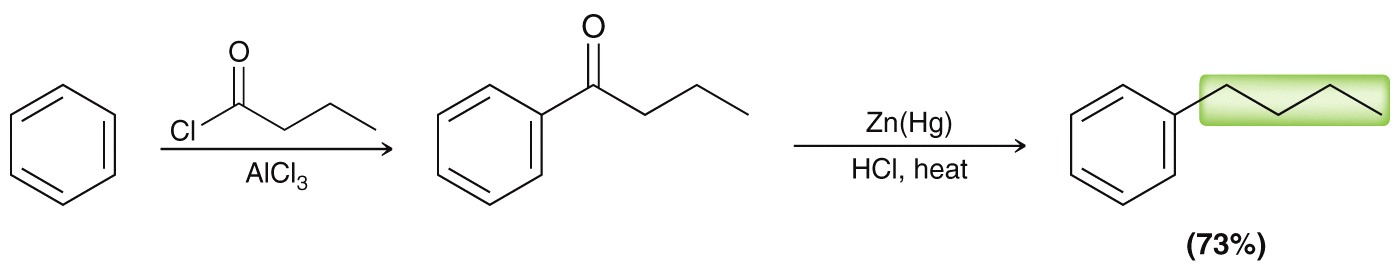 O
Cl
AlCl3
O
Zn(Hg)
HCl, heat
(73%)